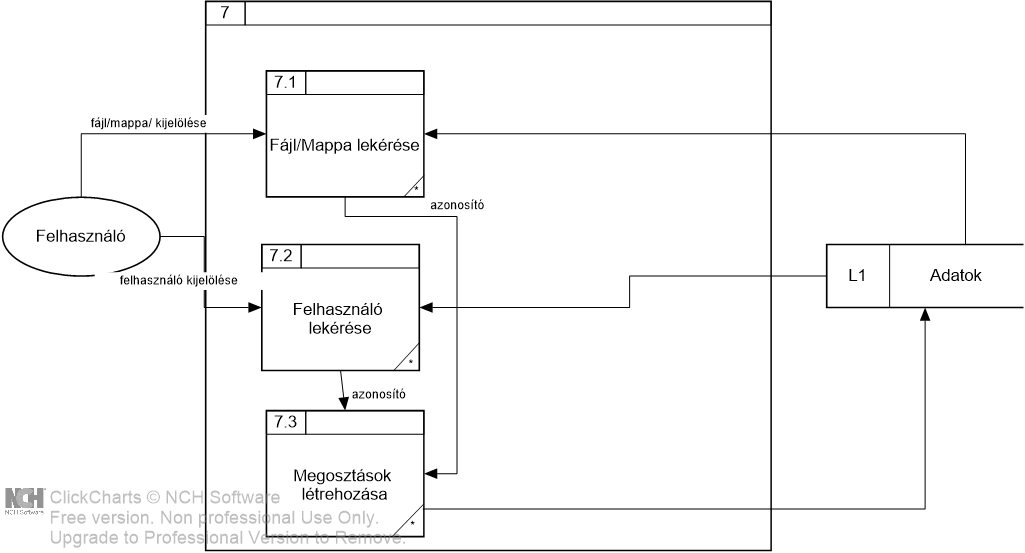 7
7.1
fájl/mappa/ kijelölése
Fájl/Mappa lekérése
*
azonosító
Felhasználó
7.2
felhasználó kijelölése
L1
Adatok
Felhasználó
lekérése
*
azonosító
7.3
Megosztások
létrehozása
*
NCH
NCH Software
ClickCharts © NCH Software
Free version. Non professional Use Only.
Upgrade to Professional Version to Remove.